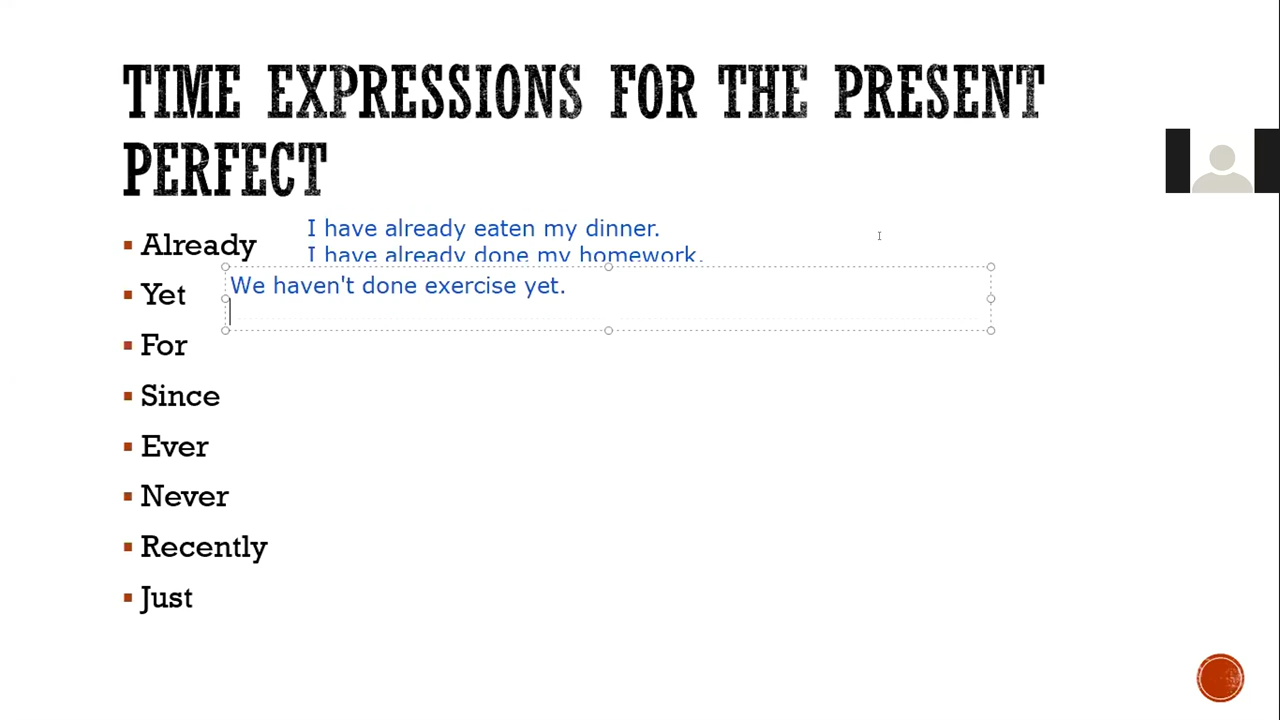 TIME EXPRESSIONS FOR THE PRESENT
PERFECT
Already
I have already eaten my dinner.
I have already done my homework.
Yet
We haven't done exercise yet.
For
Since
Ever
Never
Recently
Just